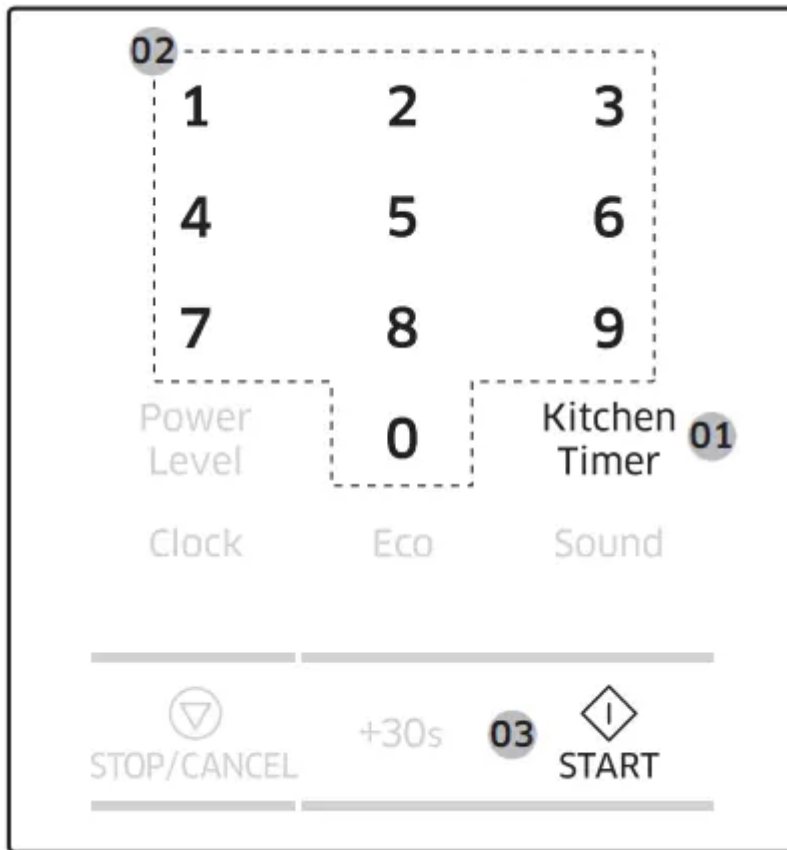 02
1 2 3
4 5 6
7 8 9
Power Level
0
Kitchen Timer
01
Clock Eco Sound
STOP/CANCEL
+30s
03
START